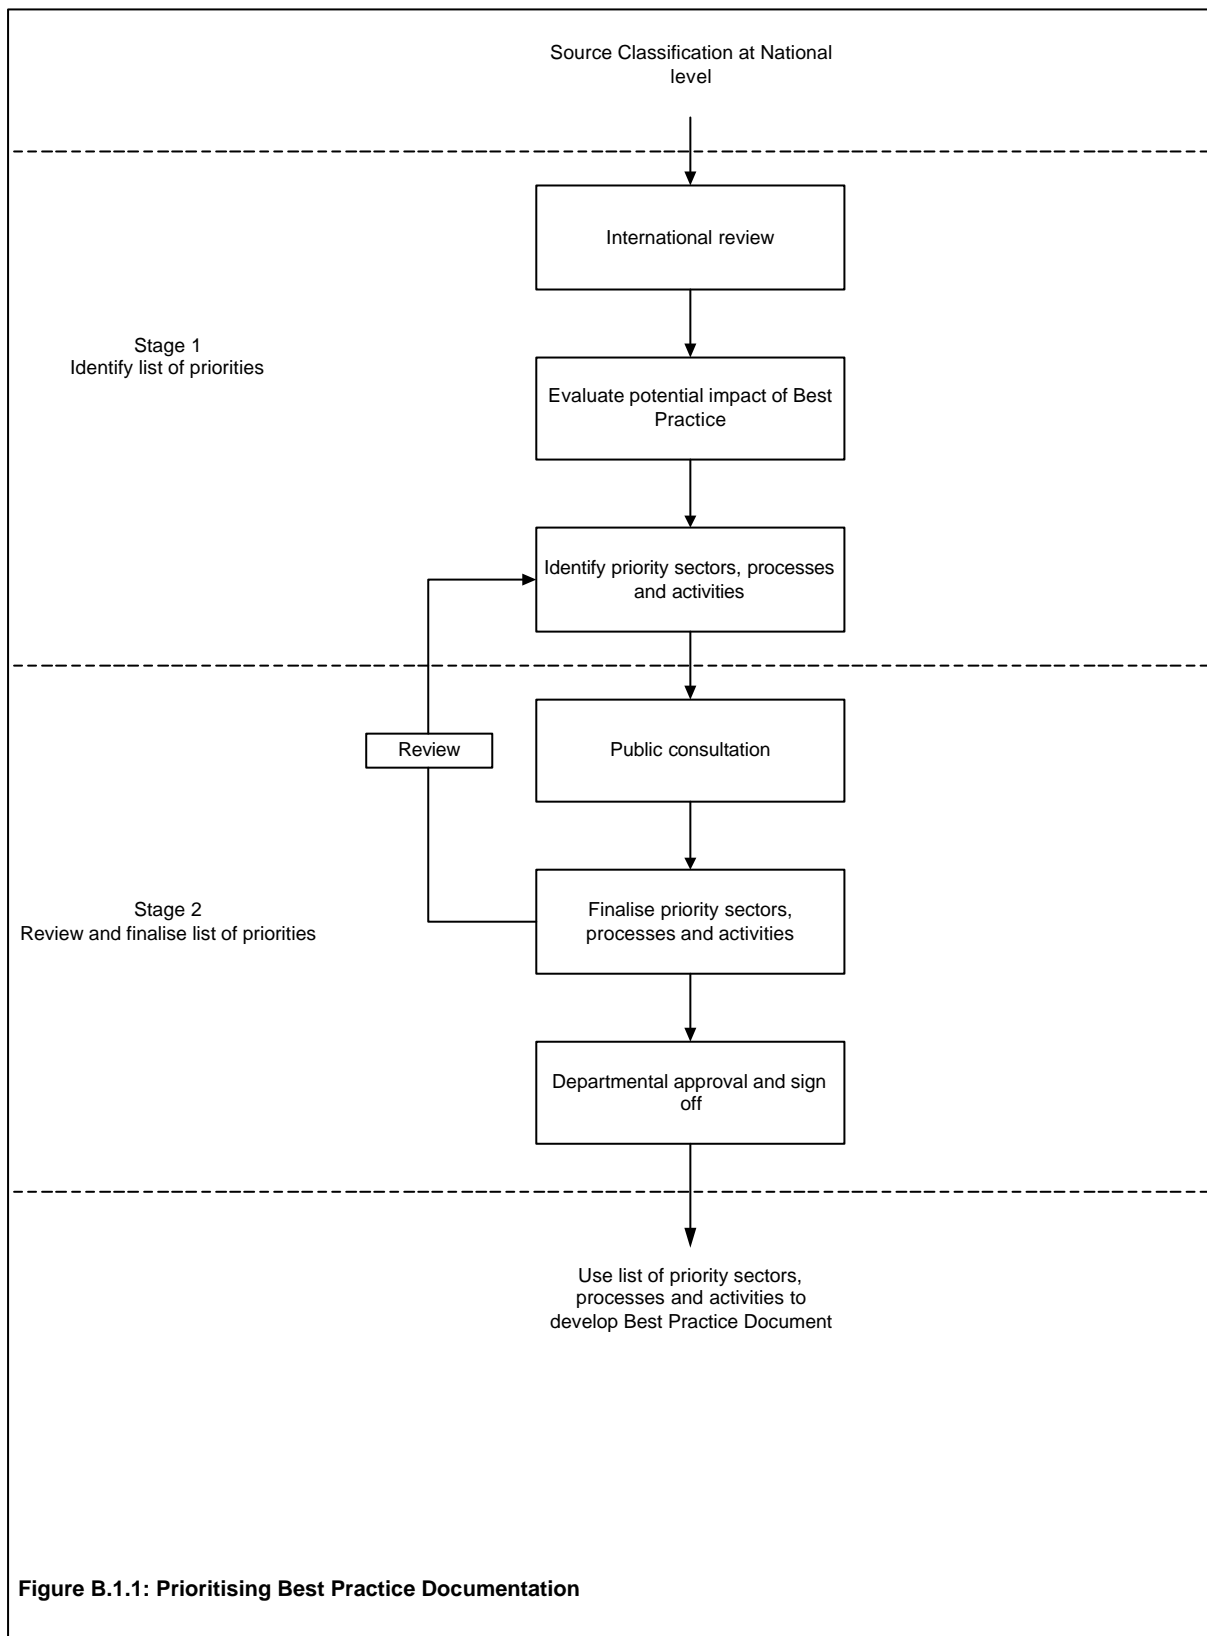 Source Classification at National
level
International review
Stage 1
Identify list of priorities
Evaluate potential impact of Best
Practice
Identify priority sectors, processes
and activities
Review
Public consultation
Stage 2
Review and finalise list of priorities
Finalise priority sectors,
processes and activities
Departmental approval and sign
off
Use list of priority sectors,
processes and activities to
develop Best Practice Document
Figure B.1.1: Prioritising Best Practice Documentation